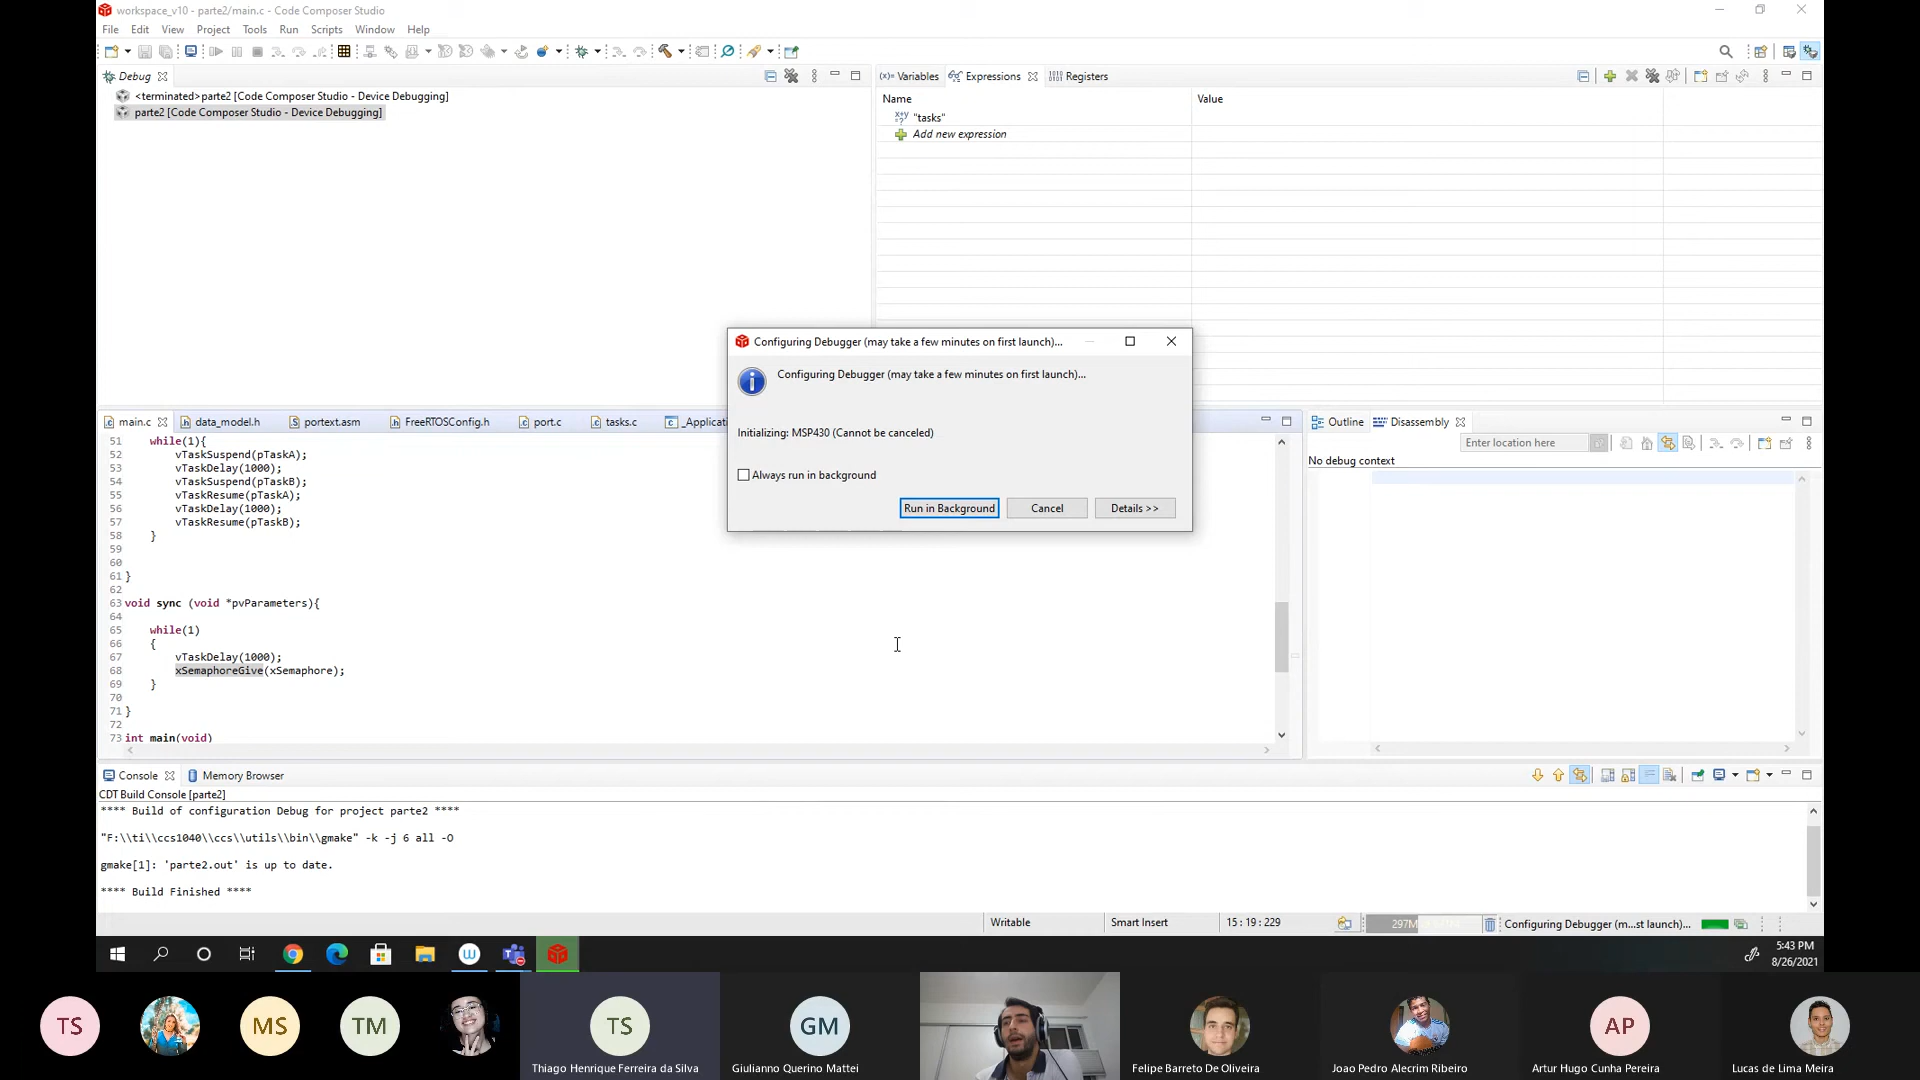 workspace_v10 - parte2/main.c - Code Composer Studio
File Edit View Project Tools Run Scripts Window Help
Debug
<terminated>parte2 [Code Composer Studio - Device Debugging]
parte2 [Code Composer Studio - Device Debugging]
(x)= Variables Expressions Registers
Name Value
"tasks"
Add new expression
Configuring Debugger (may take a few minutes on first launch)...
Configuring Debugger (may take a few minutes on first launch)...
Initializing: MSP430 (Cannot be canceled)
Always run in background
Run in Background Cancel Details >>
main.c data_model.h portext.asm FreeRTOSConfig.h port.c tasks.c _Applicati
51 while(1){
52 vTaskSuspend(pTaskA);
53 vTaskDelay(1000);
54 vTaskSuspend(pTaskB);
55 vTaskResume(pTaskA);
56 vTaskDelay(1000);
57 vTaskResume(pTaskB);
58 }
59
60
61 }
62
63 void sync (void *pvParameters){
64
65 while(1)
66 {
67 vTaskDelay(1000);
68 xSemaphoreGive(xSemaphore);
69 }
70
71 }
72
73 int main(void)
Outline Disassembly
Enter location here
No debug context
Console Memory Browser
CDT Build Console [parte2]
**** Build of configuration Debug for project parte2 ****
"F:\\ti\\ccs1040\\ccs\\utils\\bin\\gmake" -k -j 6 all -O
gmake[1]: 'parte2.out' is up to date.
**** Build Finished ****
Writable Smart Insert 15 : 19 : 229 297M Configuring Debugger (m...st launch)...
5:43 PM
8/26/2021
TS MS TM TS GM AP
Thiago Henrique Ferreira da Silva Giulianno Querino Mattei Felipe Barreto De Oliveira Joao Pedro Alecrim Ribeiro Artur Hugo Cunha Pereira Lucas de Lima Meira